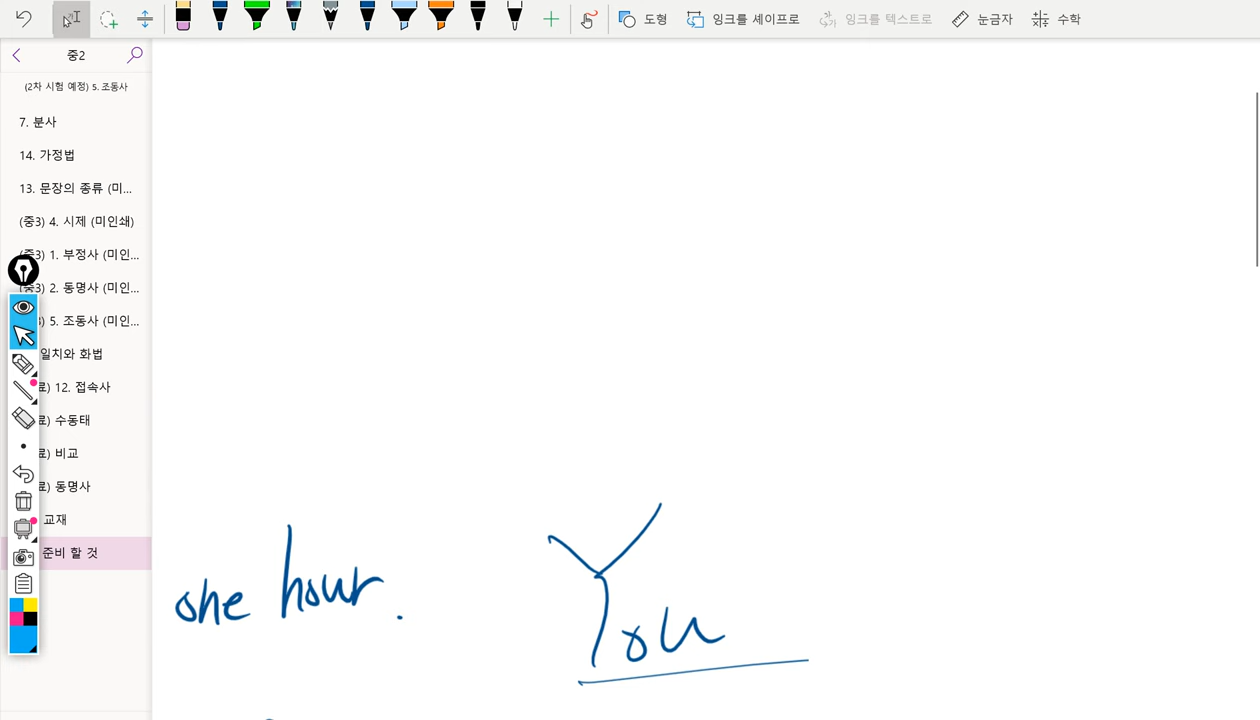 도형 잉크를 셰이프로 잉크를 텍스트로 눈금자 수학
중2
(2차 시험 예정) 5. 조동사
7. 분사
14. 가정법
13. 문장의 종류 (미...
(중3) 4. 시제 (미인쇄)
(중3) 1. 부정사 (미인...
3) 2. 동명사 (미인...
3) 5. 조동사 (미인...
일치와 화법
료) 12. 접속사
료) 수동태
료) 비교
료) 동명사
교재
준비 할 것
one hour.
You